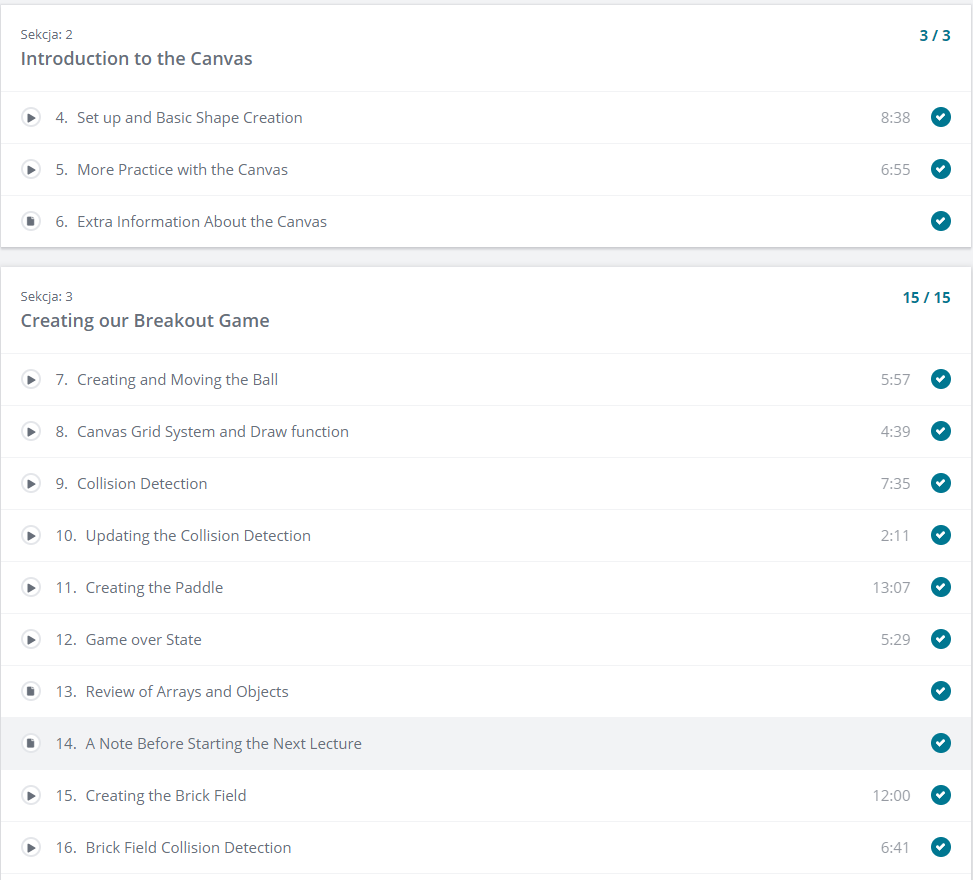 Sekcja: 2
3 / 3
Introduction to the Canvas
4. Set up and Basic Shape Creation 8:38
5. More Practice with the Canvas 6:55
6. Extra Information About the Canvas
Sekcja: 3
15 / 15
Creating our Breakout Game
7. Creating and Moving the Ball 5:57
8. Canvas Grid System and Draw function 4:39
9. Collision Detection 7:35
10. Updating the Collision Detection 2:11
11. Creating the Paddle 13:07
12. Game over State 5:29
13. Review of Arrays and Objects
14. A Note Before Starting the Next Lecture
15. Creating the Brick Field 12:00
16. Brick Field Collision Detection 6:41